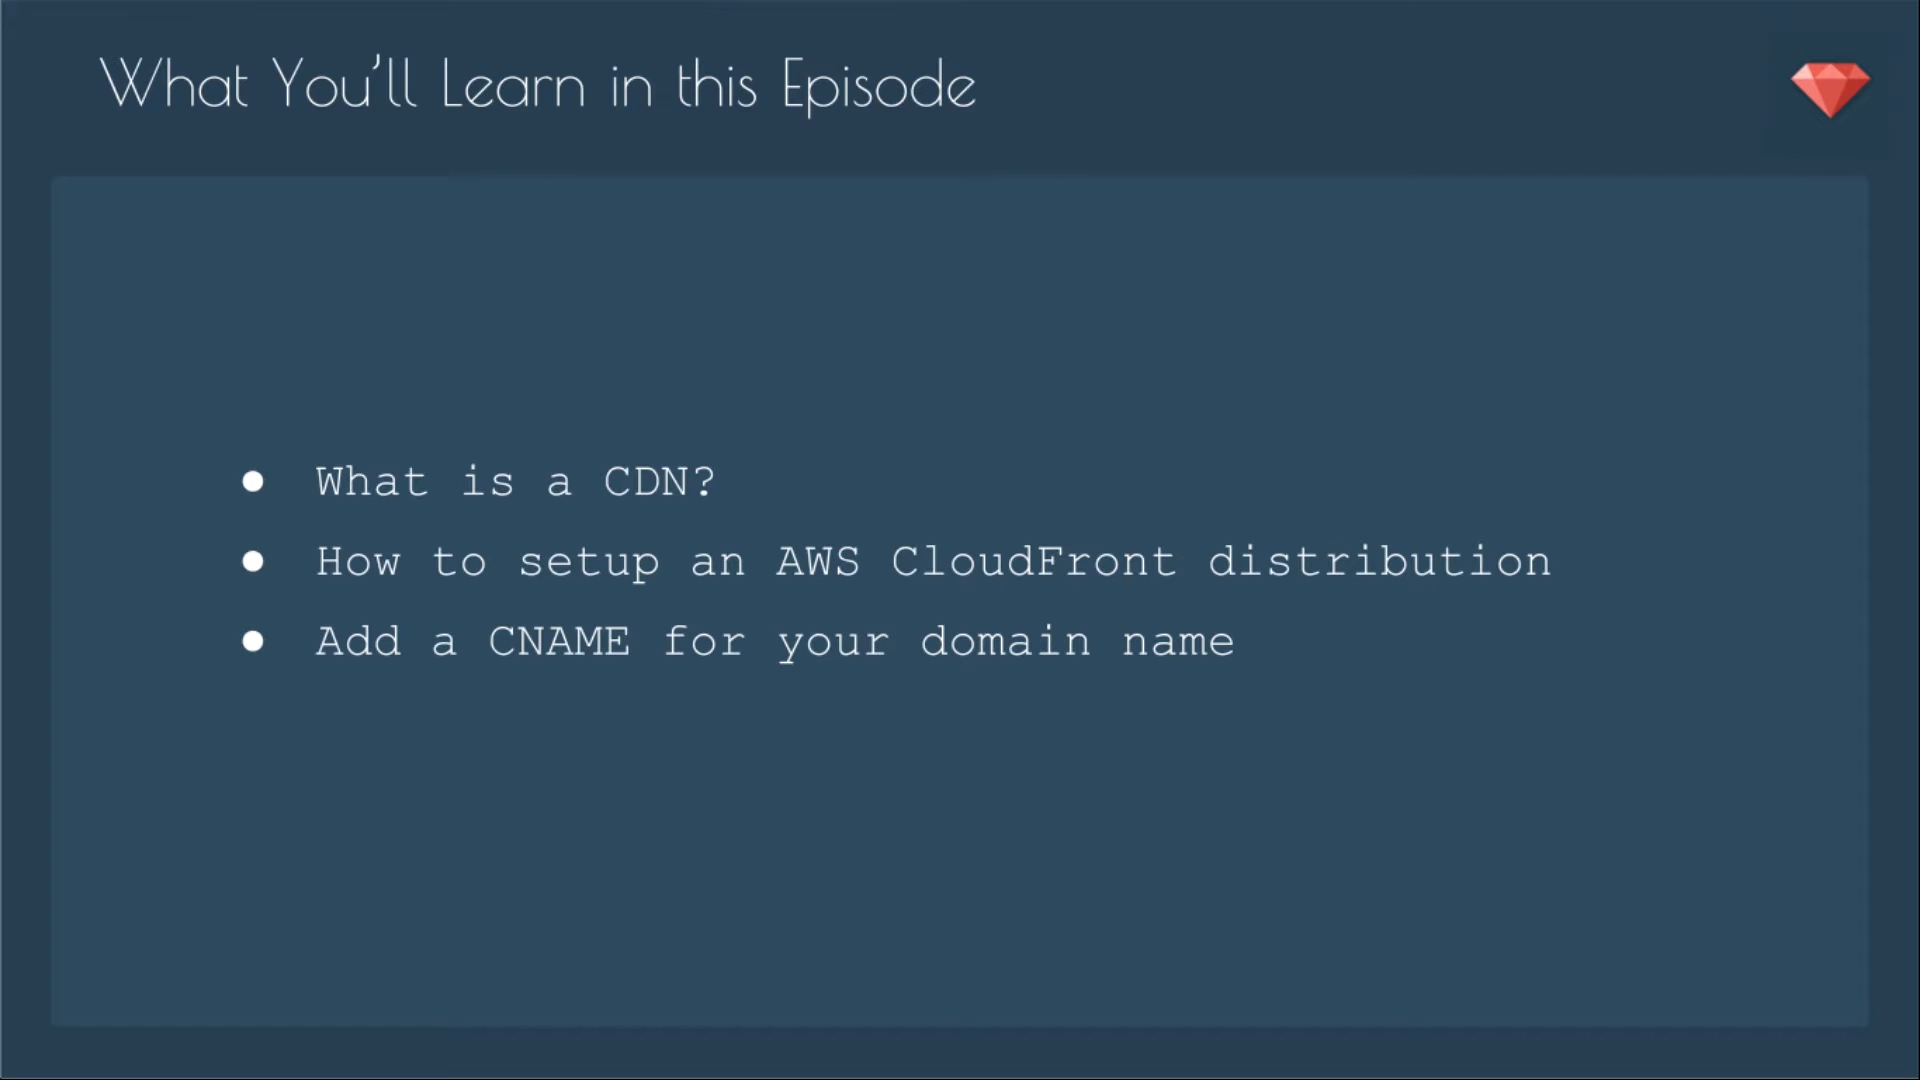 What You'll Learn in this Episode
● What is a CDN?
● How to setup an AWS CloudFront distribution
● Add a CNAME for your domain name